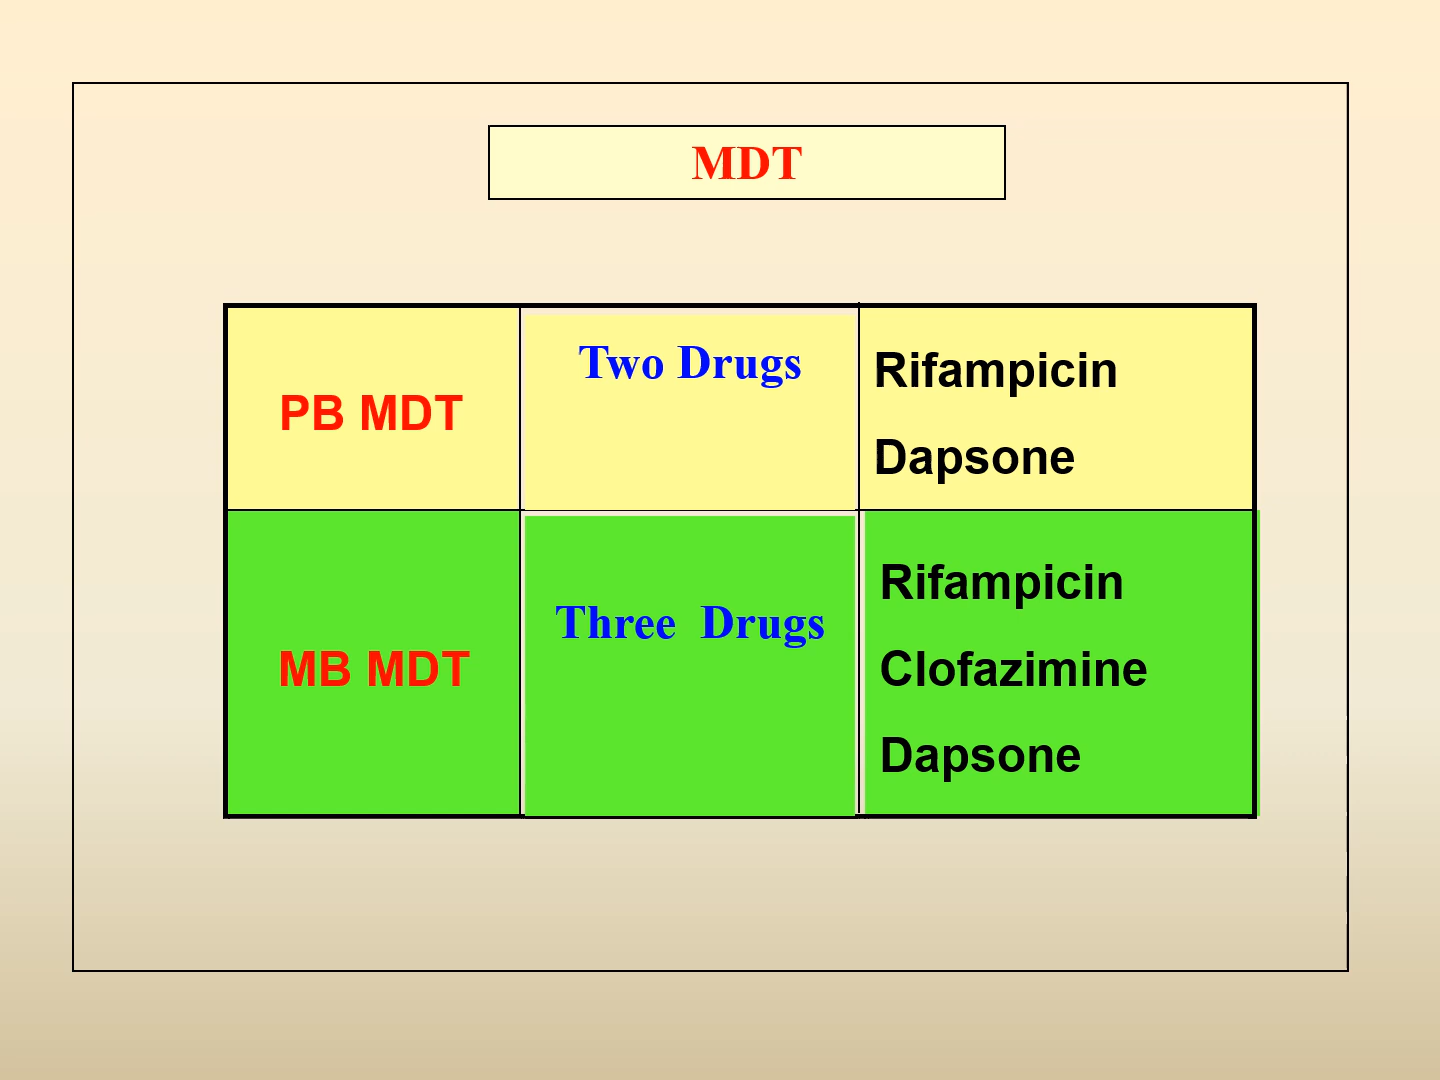 MDT
PB MDT
Two Drugs
Rifampicin
Dapsone
MB MDT
Three Drugs
Rifampicin
Clofazimine
Dapsone